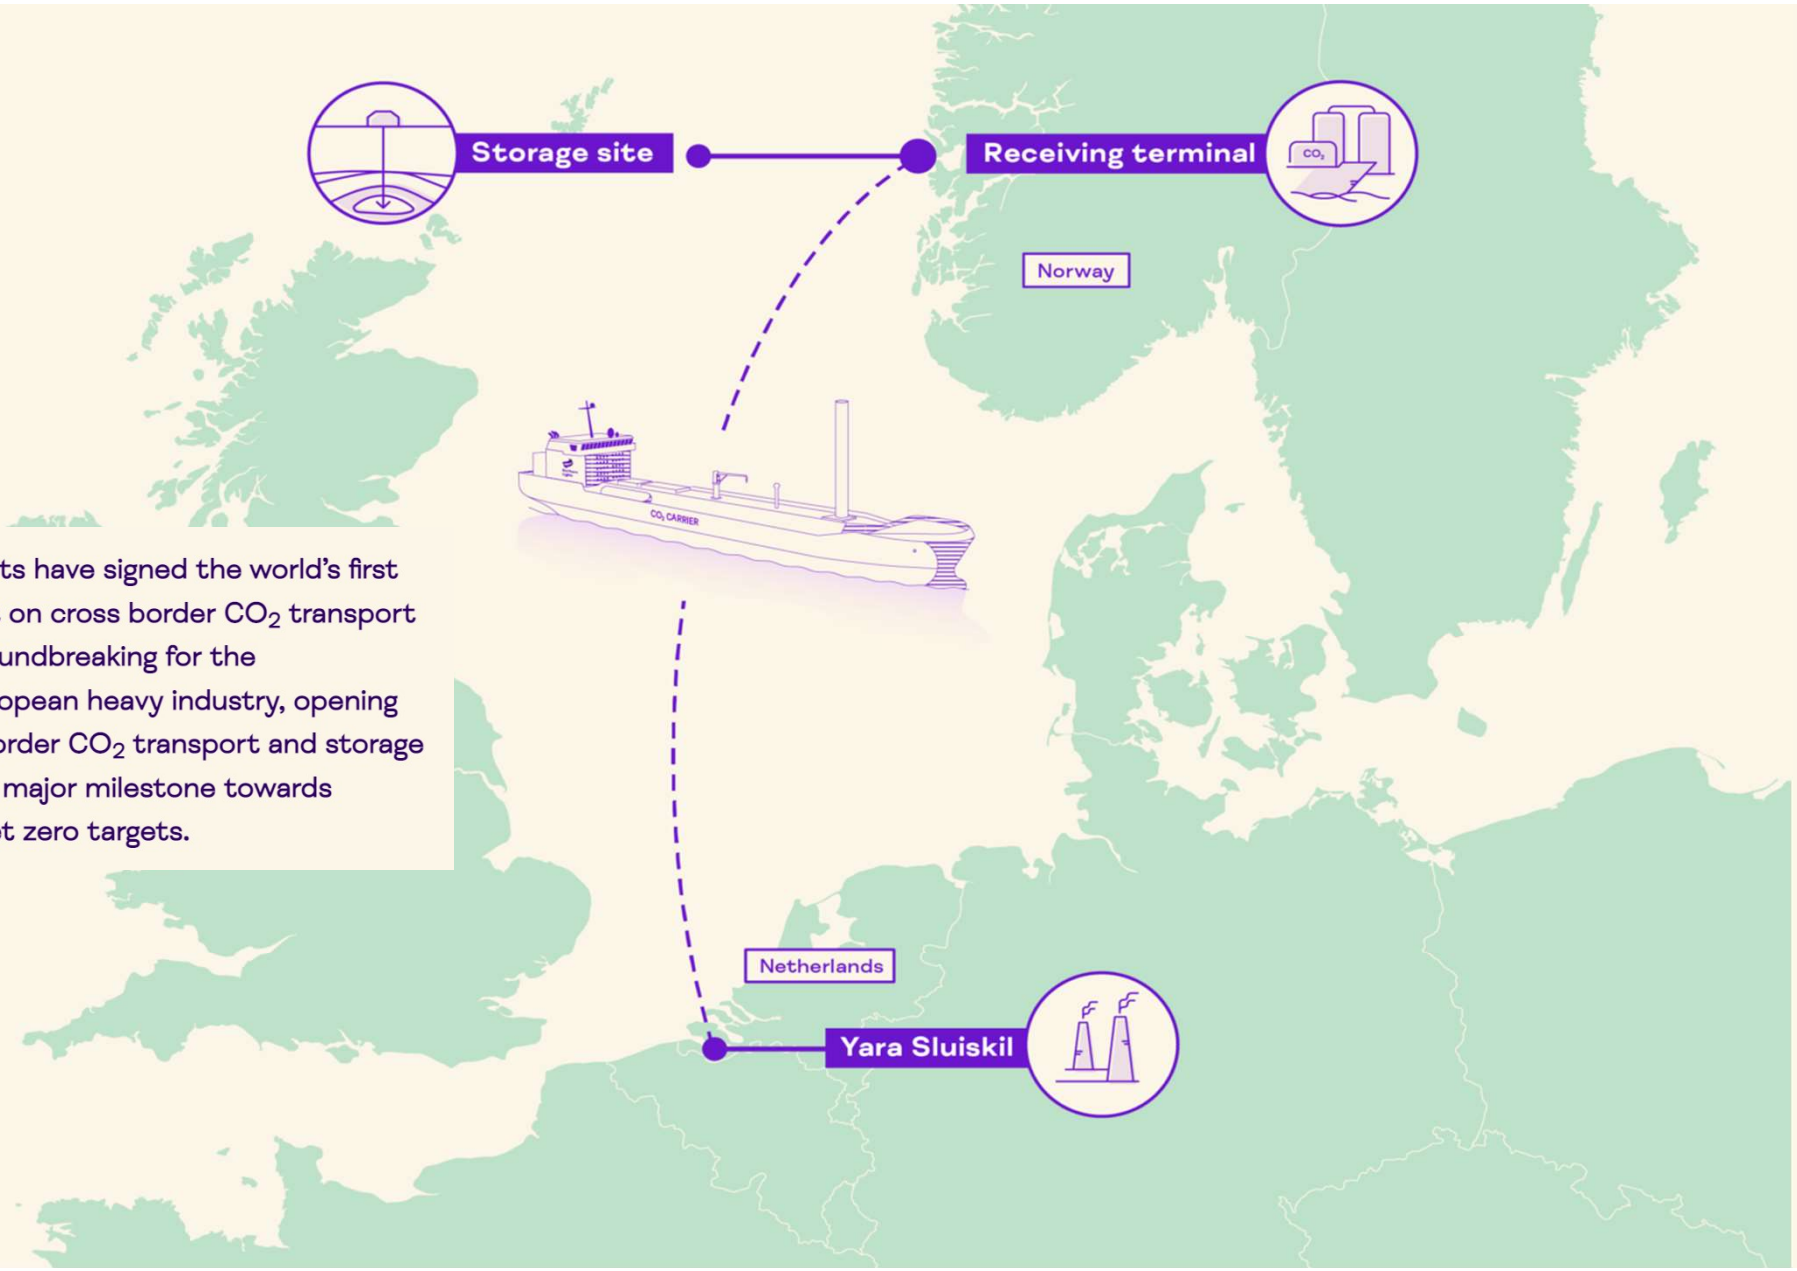 Storage site
Receiving terminal
CO₂
Norway
CO₂ CARRIER
ts have signed the world's first
on cross border CO₂ transport
undbreaking for the
opean heavy industry, opening
order CO₂ transport and storage
major milestone towards
et zero targets.
Netherlands
Yara Sluiskil